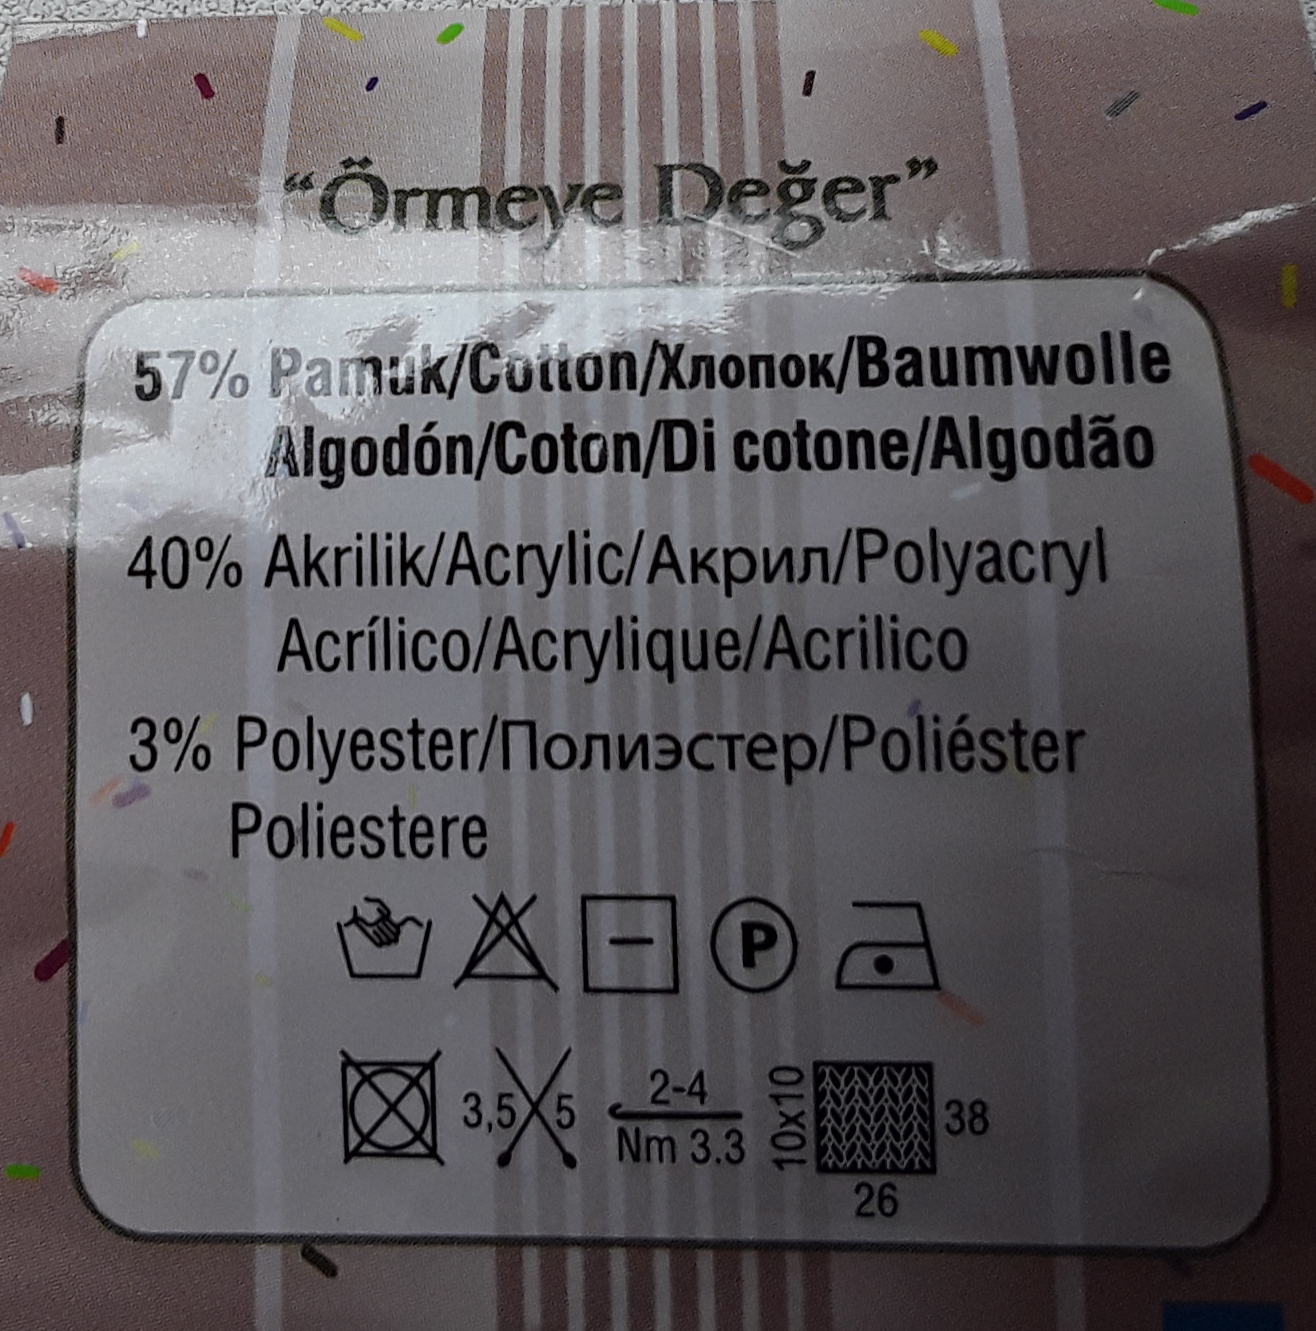 “Örmeye Değer”
57% Pamuk/Cotton/Хлопок/Baumwolle
Algodón/Coton/Di cotone/Algodão
40% Akrilik/Acrylic/Акрил/Polyacryl
Acrílico/Acrylique/Acrilico
3% Polyester/Полиэстер/Poliéster
Poliestere
P
3,5 5
2-4
Nm 3.3
10x10
38
26